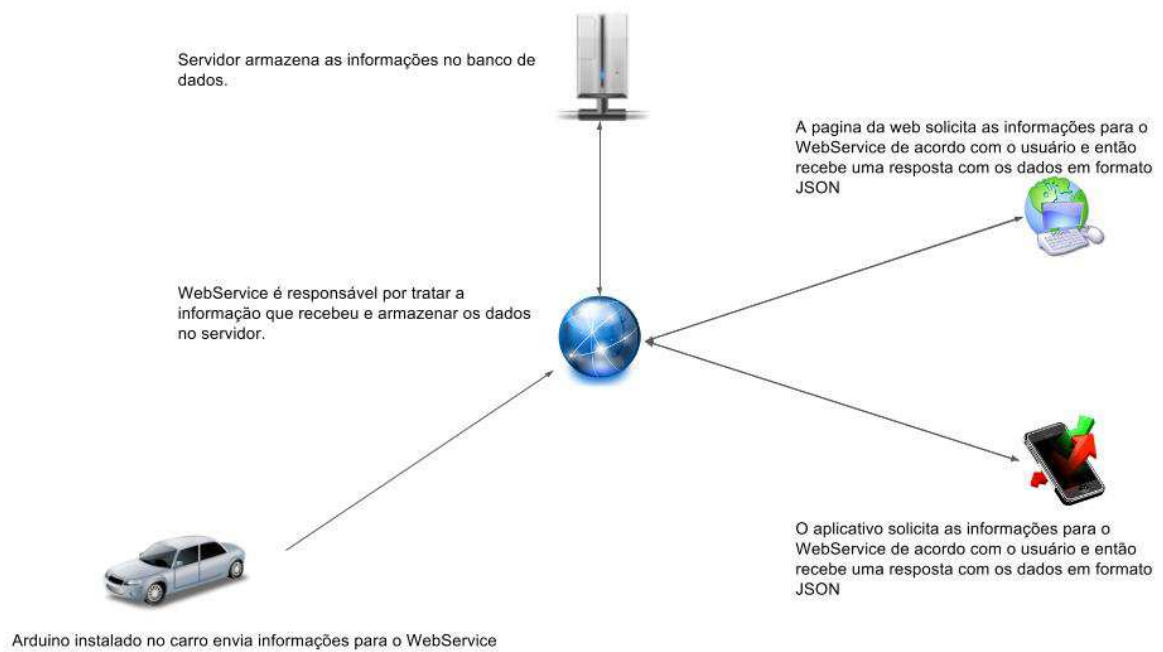 Servidor armazena as informações no banco de
dados.
A pagina da web solicita as informações para o
WebService de acordo com o usuário e então
recebe uma resposta com os dados em formato
JSON
WebService é responsável por tratar a
informação que recebeu e armazenar os dados
no servidor.
O aplicativo solicita as informações para o
WebService de acordo com o usuário e então
recebe uma resposta com os dados em formato
JSON
Arduino instalado no carro envia informações para o WebService